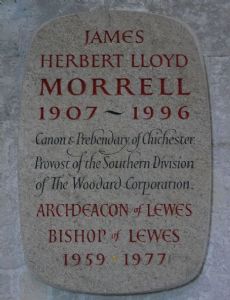 JAMES
HERBERT LLOYD
MORRELL
1907 ~ 1996
Canon & Prebendary of Chichester
Provost of the Southern Division
of The Woodard Corporation.
ARCHDEACON of LEWES
BISHOP of LEWES
1959 1977